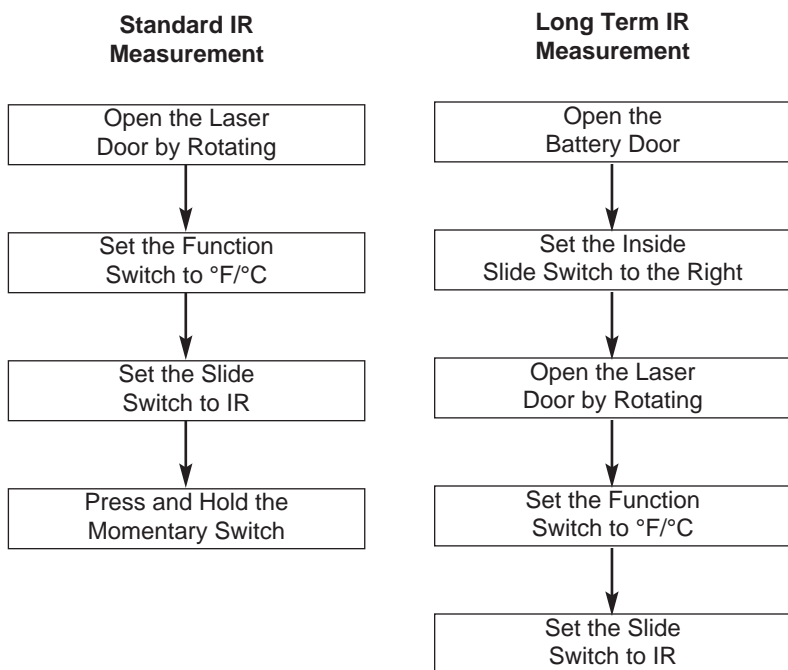 Standard IR
Measurement
Open the Laser
Door by Rotating
Set the Function
Switch to °F/°C
Set the Slide
Switch to IR
Press and Hold the
Momentary Switch
Long Term IR
Measurement
Open the
Battery Door
Set the Inside
Slide Switch to the Right
Open the Laser
Door by Rotating
Set the Function
Switch to °F/°C
Set the Slide
Switch to IR